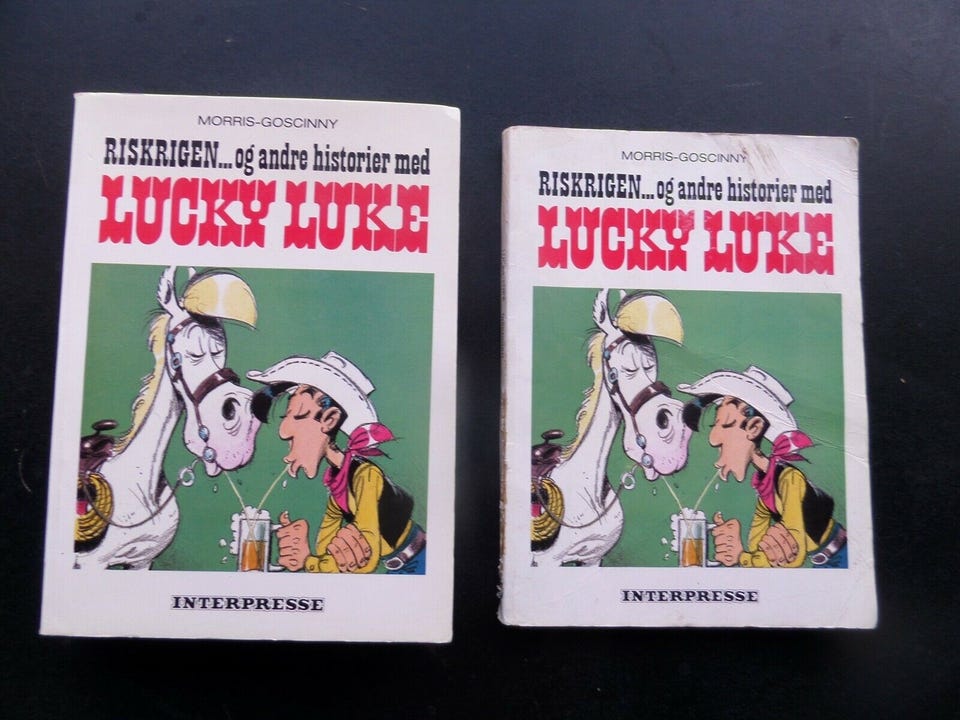 MORRIS-GOSCINNY
RISKRIGEN... og andre historier med
LUCKY LUKE
INTERPRESSE
MORRIS-GOSCINNY
RISKRIGEN... og andre historier med
LUCKY LUKE
INTERPRESSE